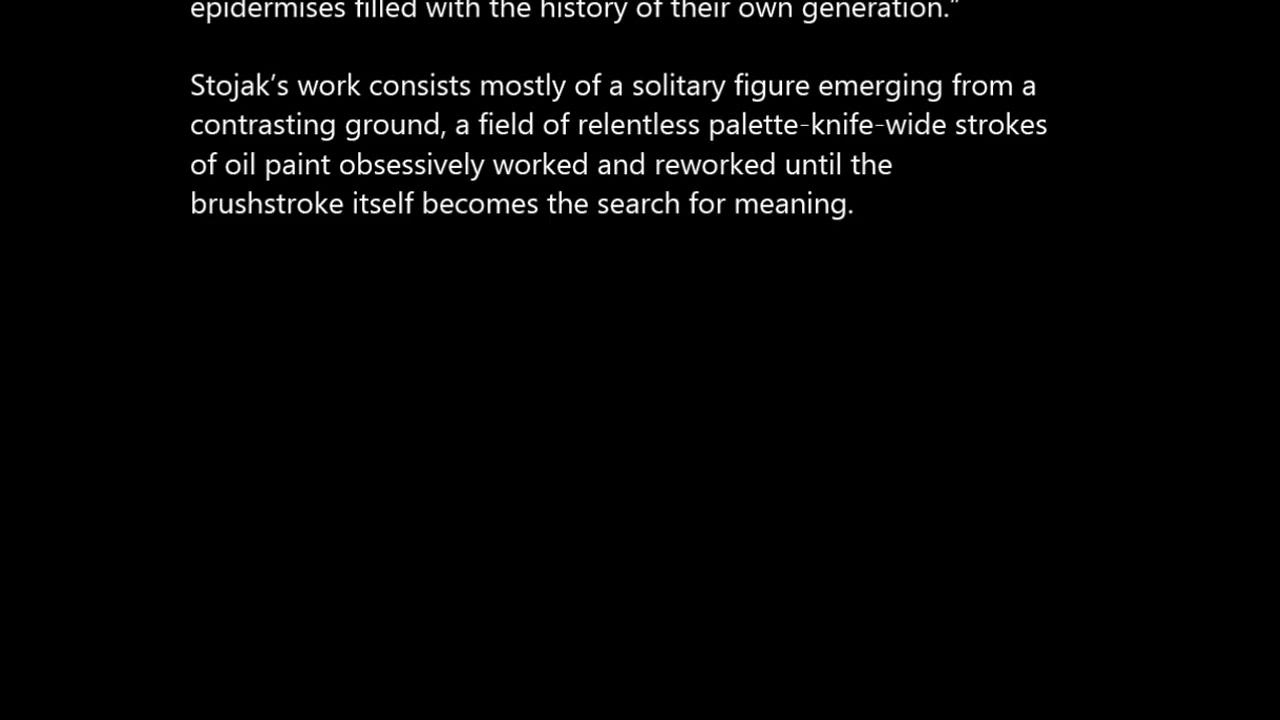 epidermises filled with the history of their own generation.”

Stojak‘s work consists mostly of a solitary figure emerging from a
contrasting ground, a field of relentless palette-knife-wide strokes
of oil paint obsessively worked and reworked until the
brushstroke itself becomes the search for meaning.